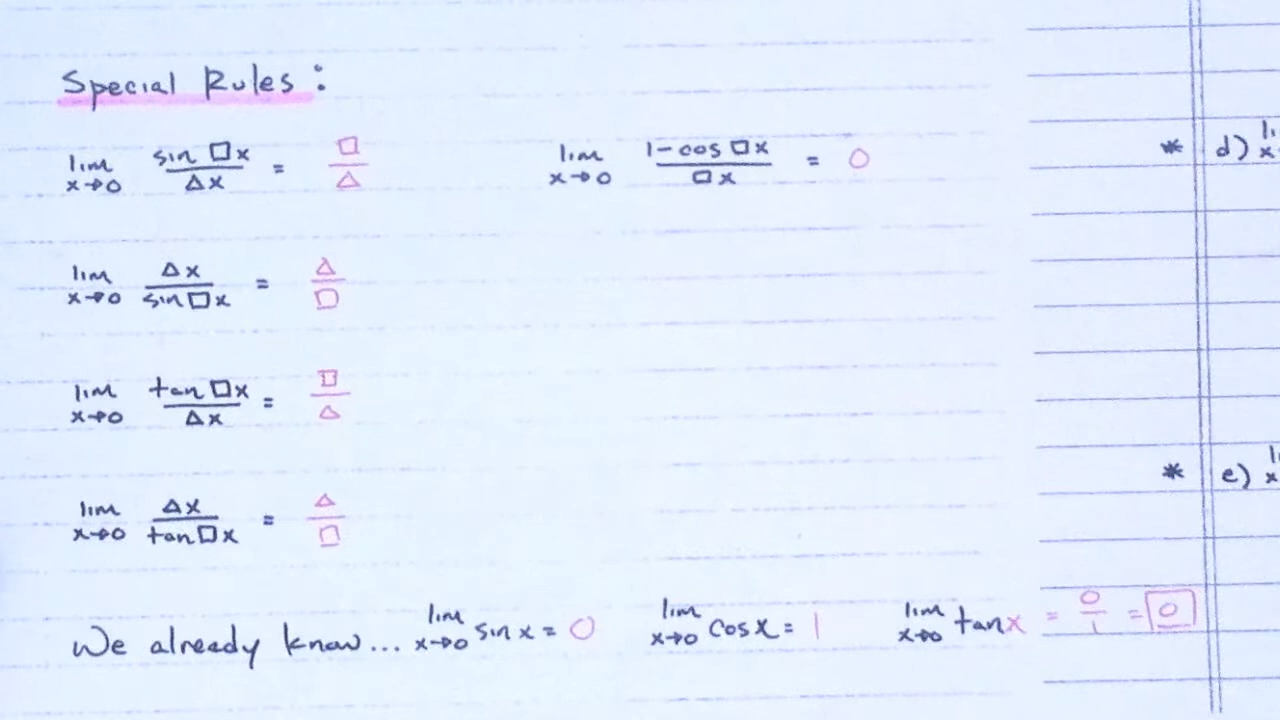 Special Rules:
lim x→0 sin □x / Δx = □ / Δ
lim x→0 1 - cos □x / □x = 0
* d) li x-
lim x→0 Δx / sin □x = Δ / □
lim x→0 tan □x / Δx = □ / Δ
* e) li x
lim x→0 Δx / tan □x = Δ / □
We already know... lim x→0 sin x = 0 lim x→0 cos x = 1 lim x→0 tan x = 0 / 1 = 0